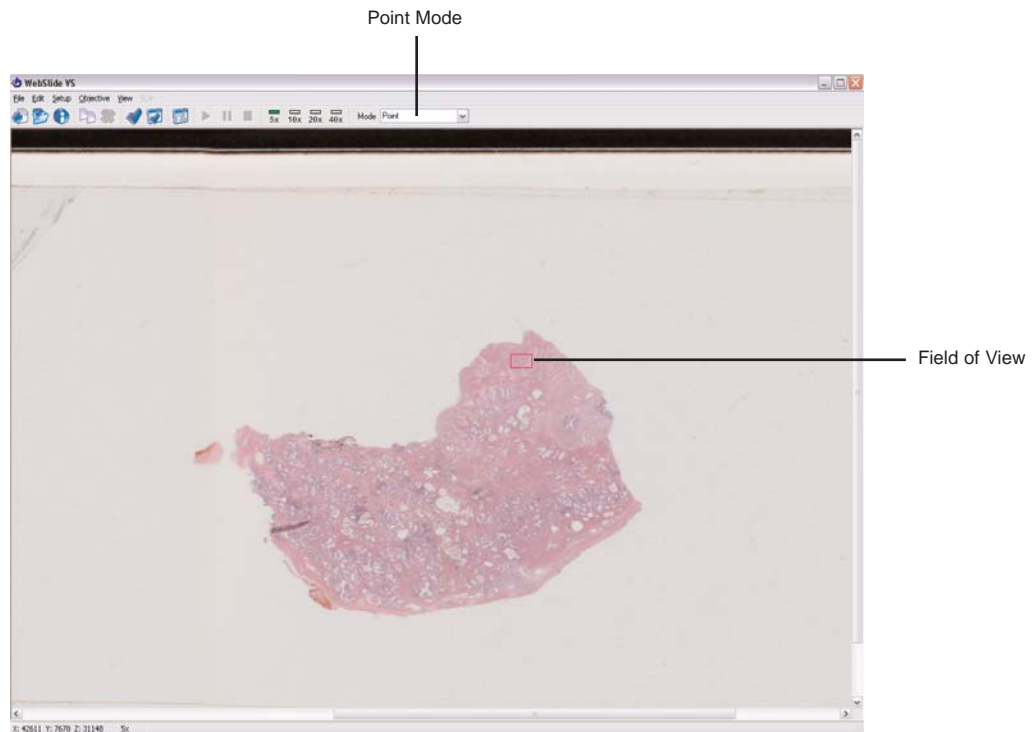 Point Mode
WebSlide VS
File Edit Setup Objective View
5x 10x 20x 40x Mode Point
Field of View
X: 42611 Y: 7678 Z: 31148 5x